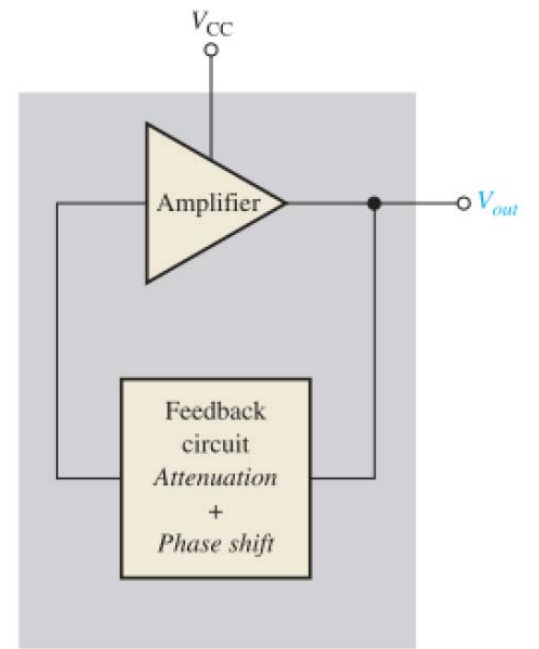 VCC
Amplifier
Vout
Feedback
circuit
Attenuation
+
Phase shift